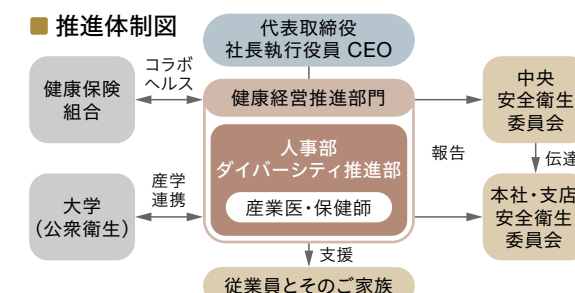 推進体制図
代表取締役
社長執行役員 CEO
コラボ
ヘルス
健康保険
組合
健康経営推進部門
中央
安全衛生
委員会
人事部
ダイバーシティ推進部
報告
伝達
産学
連携
産業医・保健師
大学
（公衆衛生）
本社・支店
安全衛生
委員会
支援
従業員とそのご家族